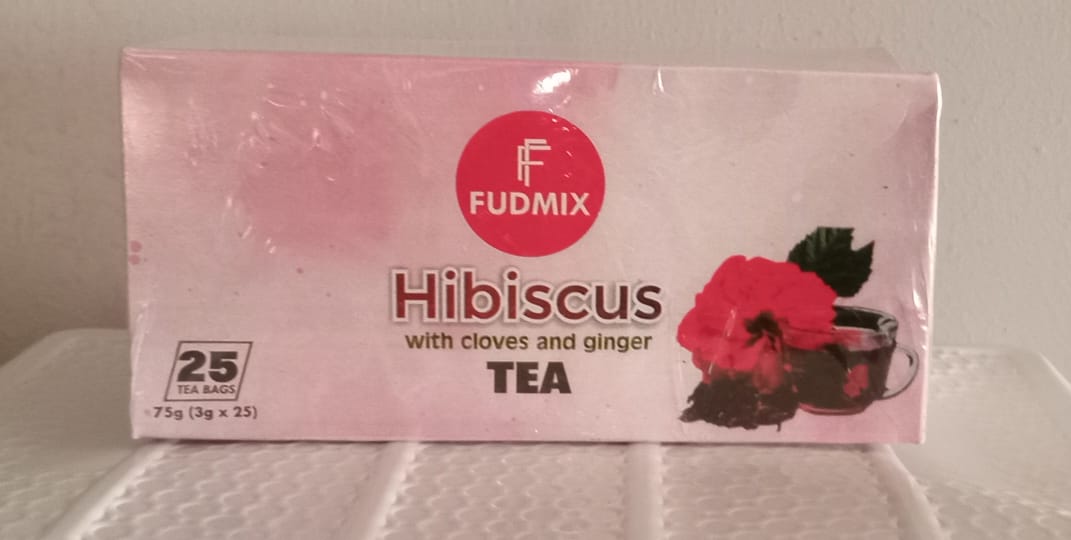 FUDMIX
Hibiscus
with cloves and ginger
TEA
25
TEA BAGS
75g (3g x 25)